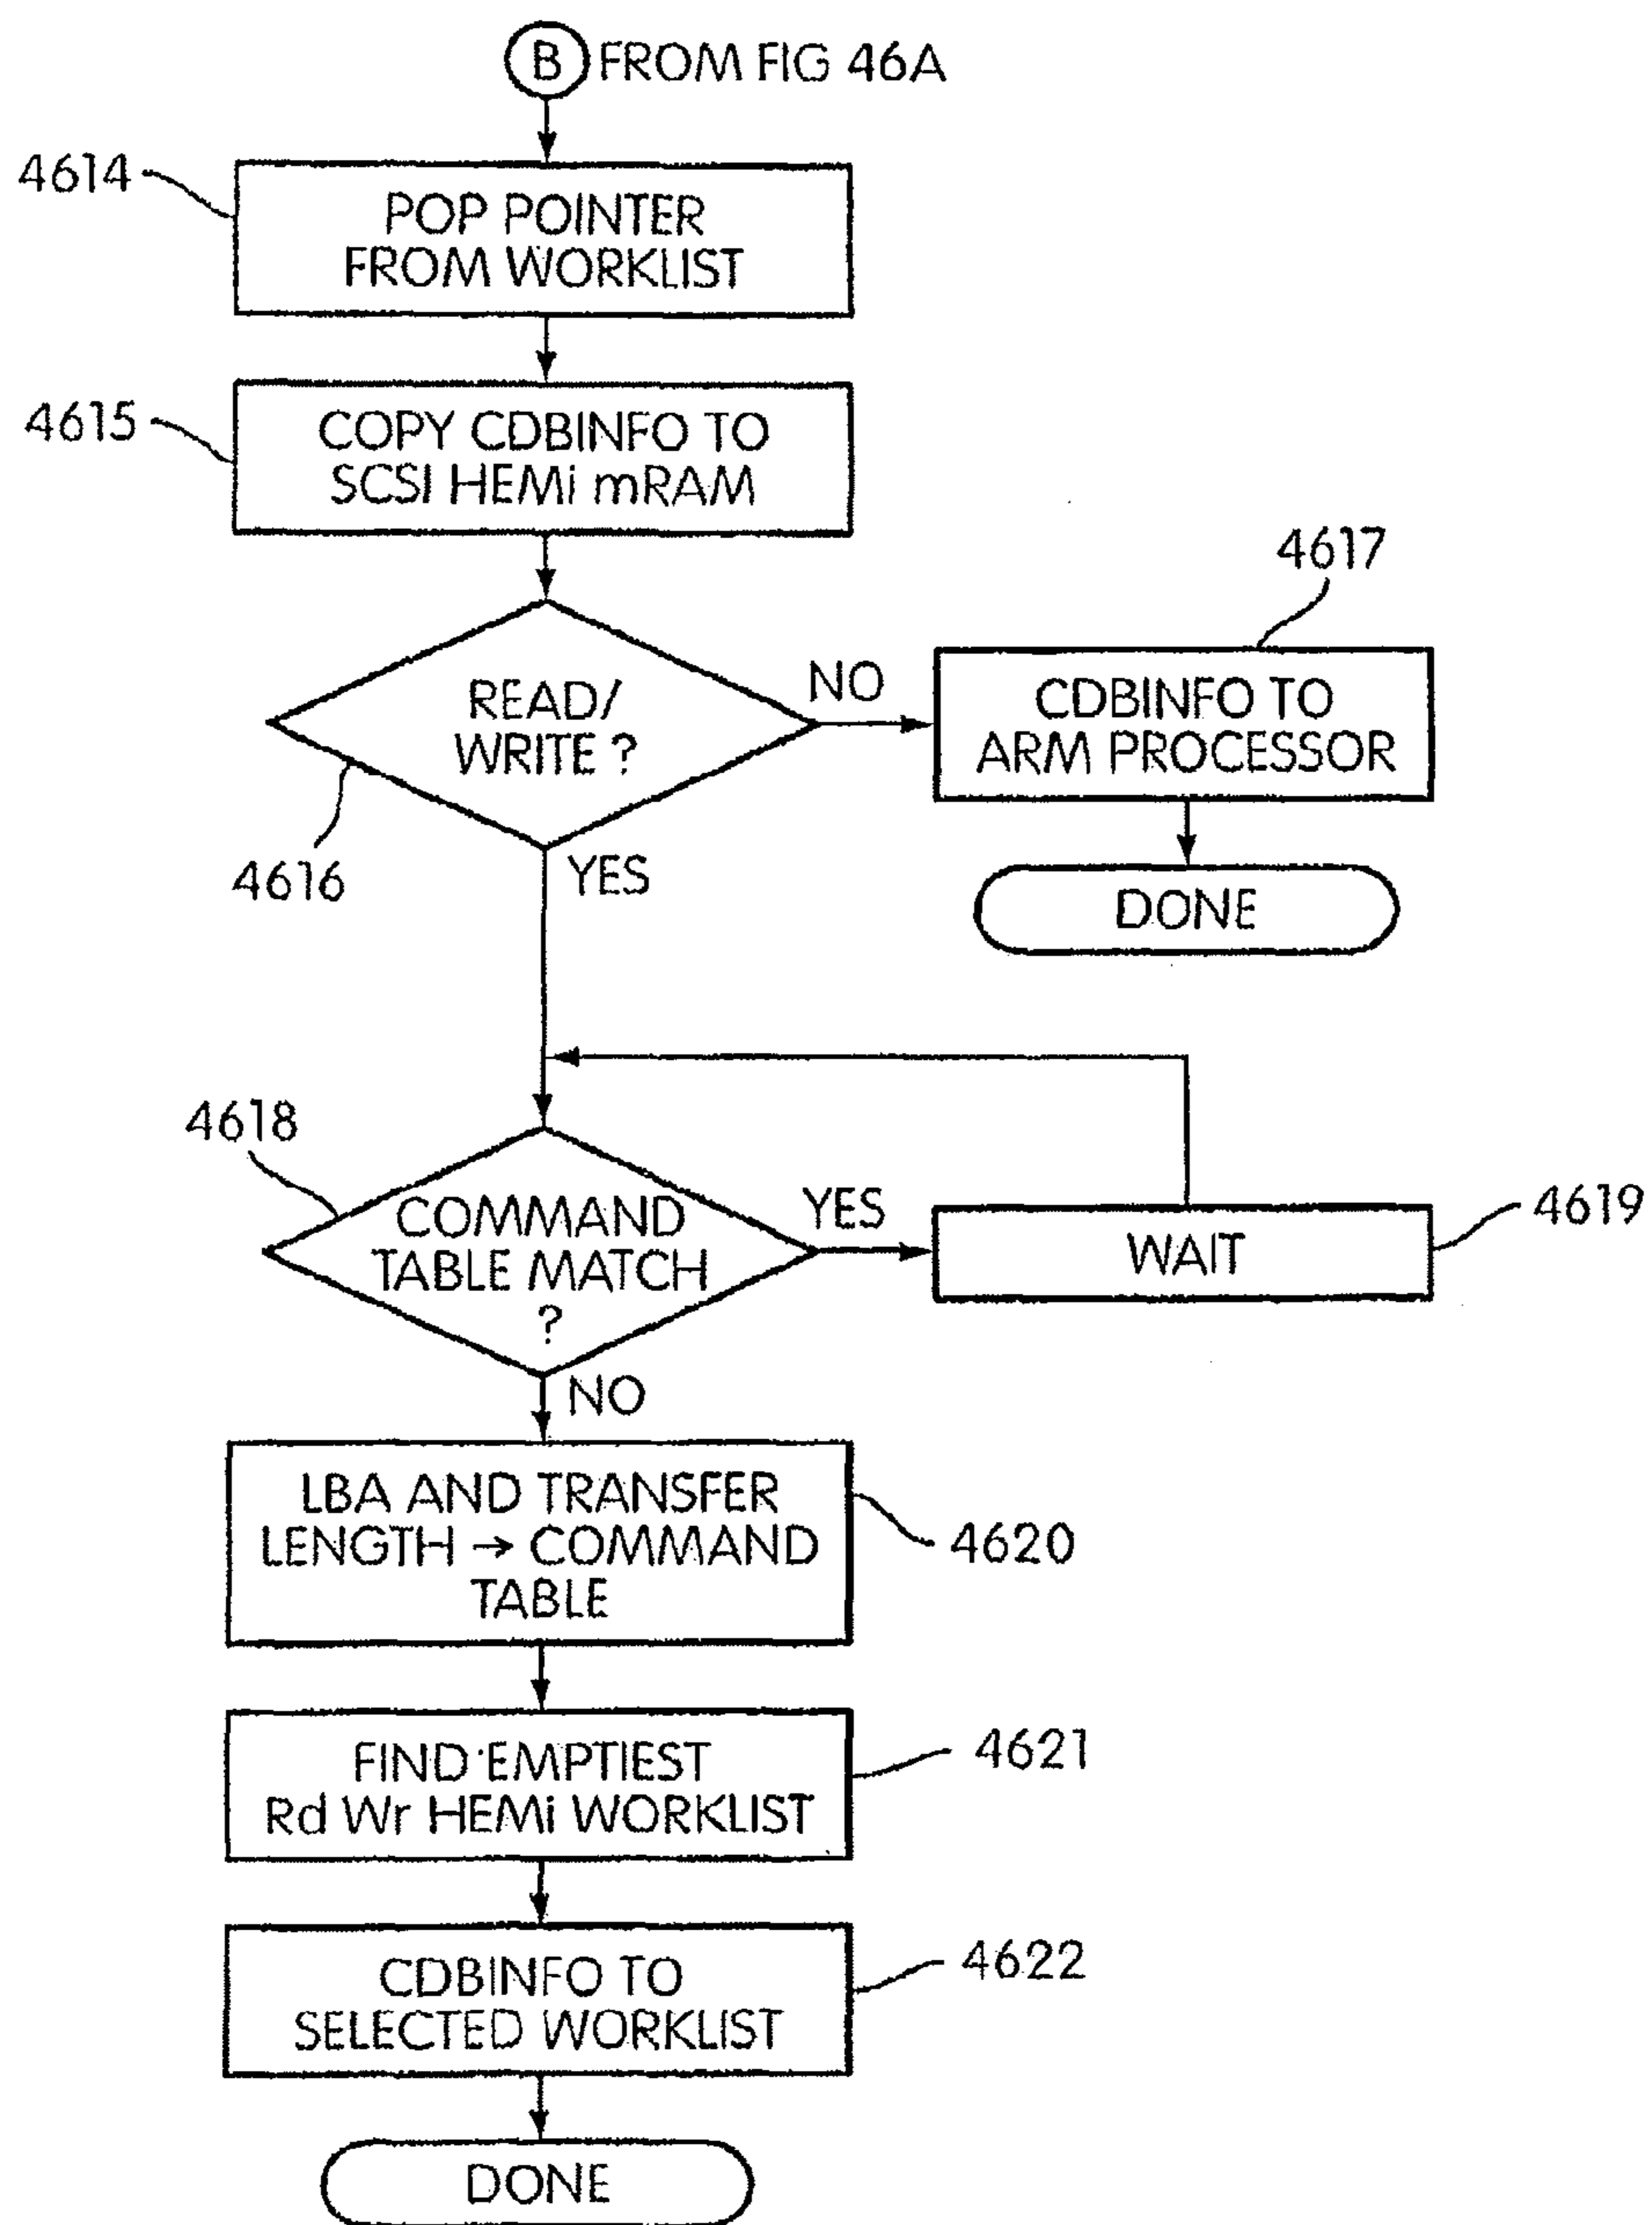 B FROM FIG 46A
4614
POP POINTER
FROM WORKLIST
4615
COPY CDBINFO TO
SCSI HEMi mRAM
4616
READ/
WRITE ?
NO
4617
CDBINFO TO
ARM PROCESSOR
DONE
YES
4618
COMMAND
TABLE MATCH
?
YES
WAIT
4619
NO
LBA AND TRANSFER
LENGTH → COMMAND
TABLE
4620
FIND EMPTIEST
Rd Wr HEMi WORKLIST
4621
CDBINFO TO
SELECTED WORKLIST
4622
DONE